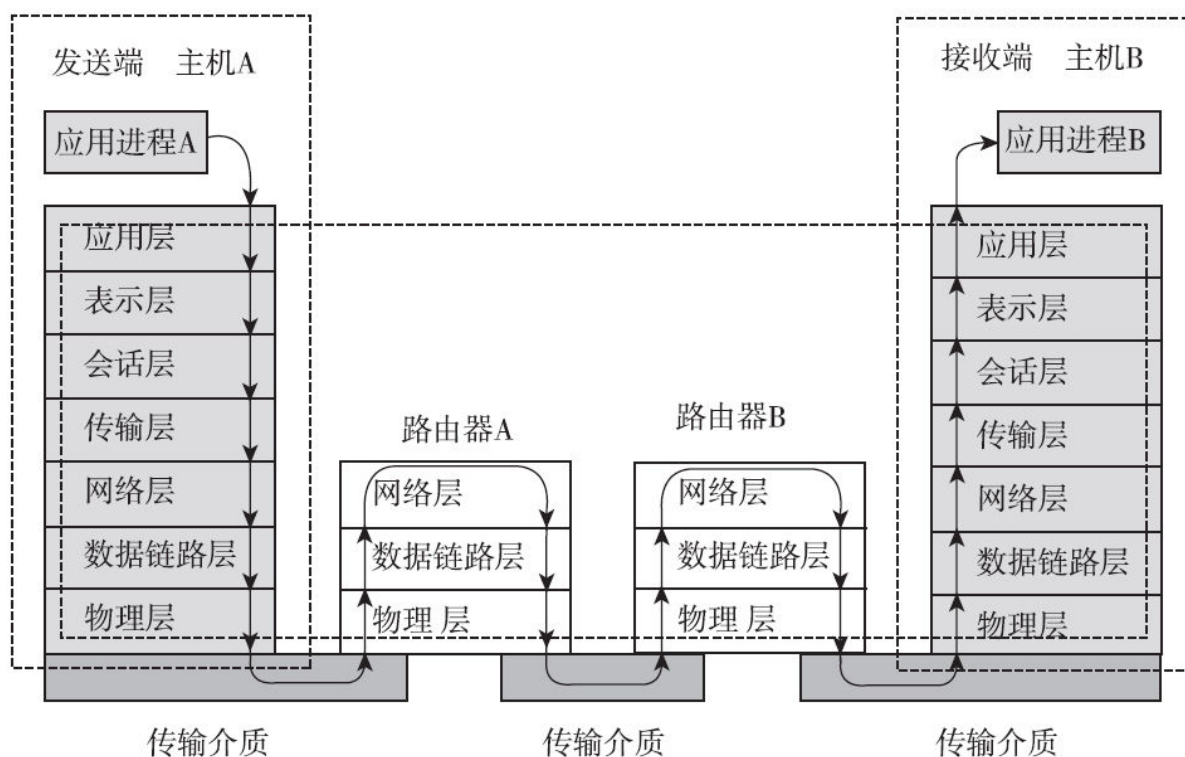 发送端 主机A
应用进程A
应用层
表示层
会话层
传输层
网络层
数据链路层
物理层
路由器A
网络层
数据链路层
物理 层
路由器B
网络层
数据链路层
物理 层
接收端 主机B
应用进程B
应用层
表示层
会话层
传输层
网络层
数据链路层
物理层
传输介质
传输介质
传输介质